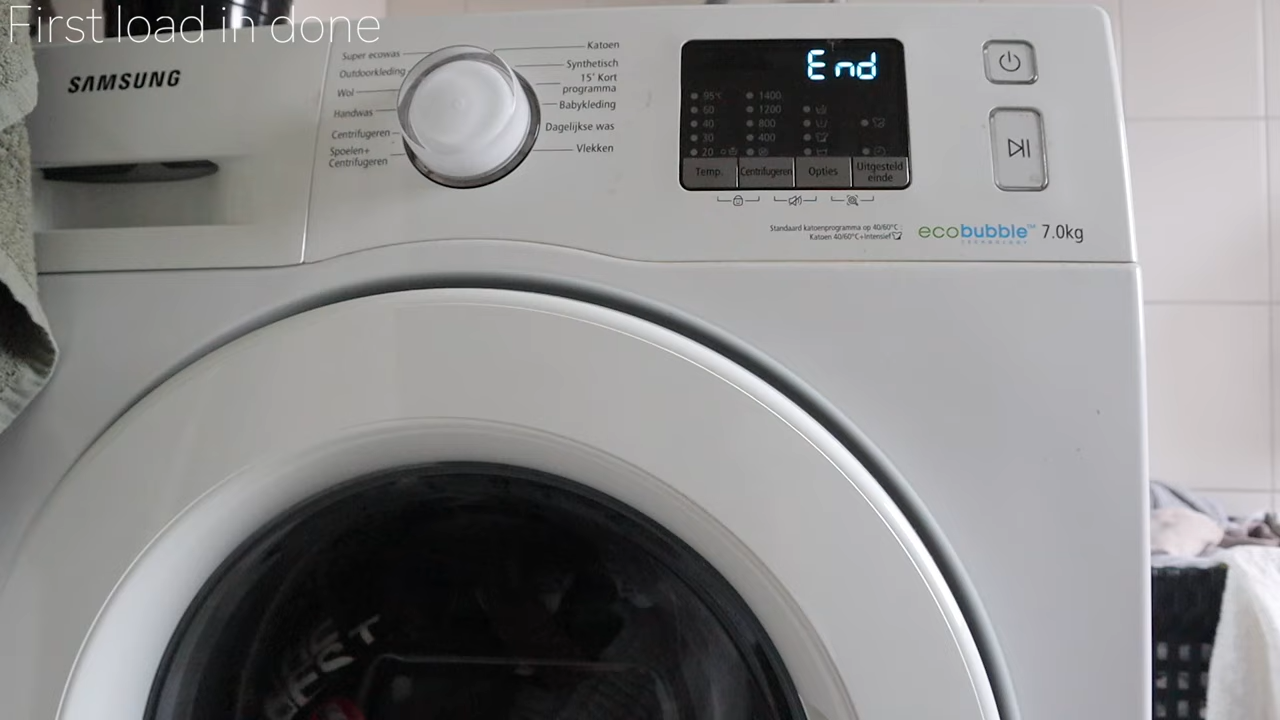 First load in done
SAMSUNG
Super ecowas
Outdoorkleding
Wol
Handwas
Centrifugeren
Spoelen+
Centrifugeren
Katoen
Synthetisch
15' Kort
programma
Babykleding
Dagelijkse was
Vlekken
End
95°C 1400
60 1200
40 800
30 400
20
Temp. Centrifugeren Opties Uitgesteld
einde
Standaard katoenprogramma op 40/60°C :
Katoen 40/60°C+Intensief
ecobubble™ 7.0kg
TECHNOLOGY